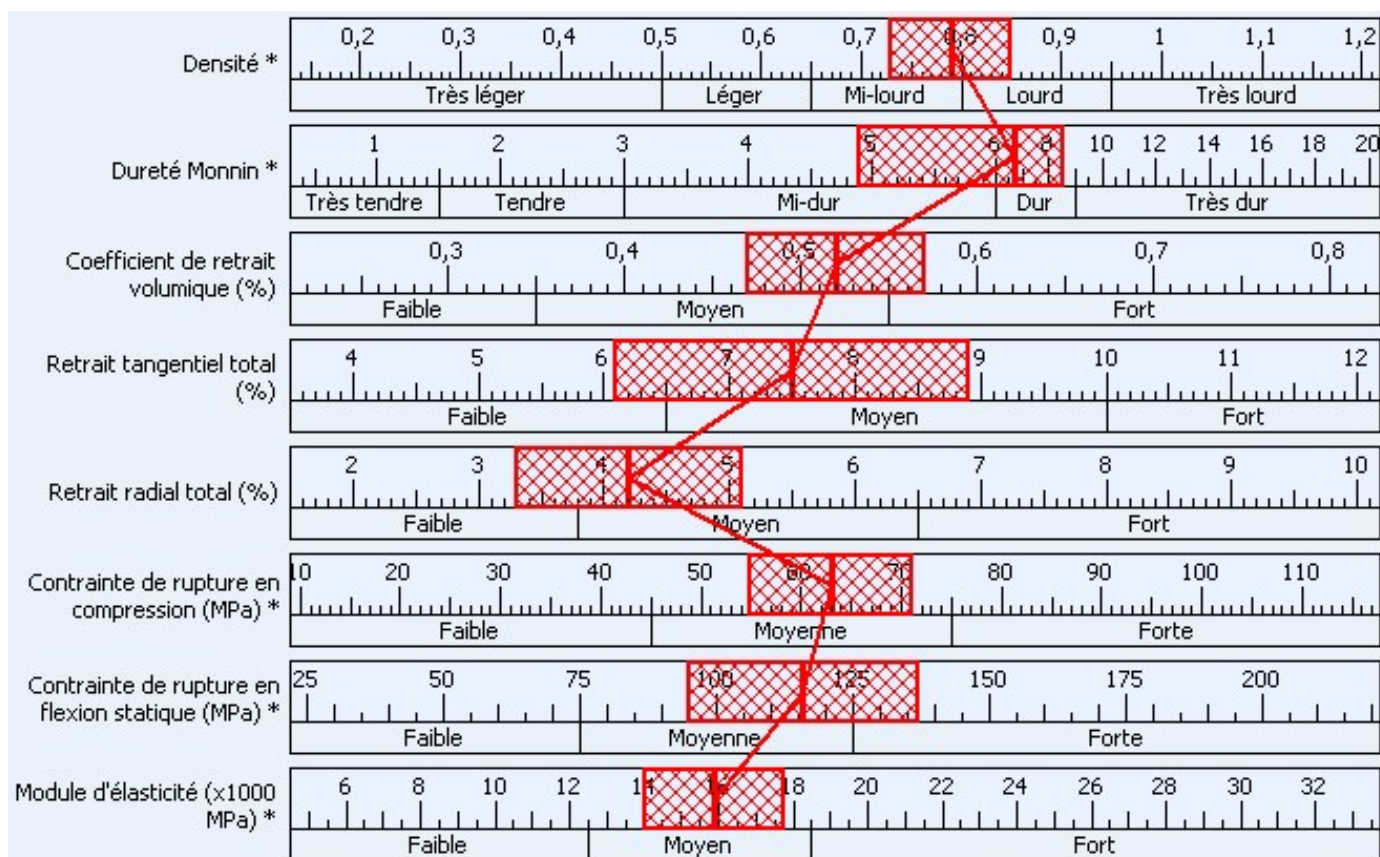 0,2 0,3 0,4 0,5 0,6 0,7 0,8 0,9 1 1,1 1,2
Densité *
Très léger Léger Mi-lourd Lourd Très lourd
1 2 3 4 5 6 8 10 12 14 16 18 20
Dureté Monnin *
Très tendre Tendre Mi-dur Dur Très dur
0,3 0,4 0,5 0,6 0,7 0,8
Coefficient de retrait
volumique (%)
Faible Moyen Fort
4 5 6 7 8 9 10 11 12
Retrait tangentiel total
(%)
Faible Moyen Fort
2 3 4 5 6 7 8 9 10
Retrait radial total (%)
Faible Moyen Fort
10 20 30 40 50 60 70 80 90 100 110
Contrainte de rupture en
compression (MPa) *
Faible Moyenne Forte
25 50 75 100 125 150 175 200
Contrainte de rupture en
flexion statique (MPa) *
Faible Moyenne Forte
6 8 10 12 14 16 18 20 22 24 26 28 30 32
Module d'élasticité (x1000
MPa) *
Faible Moyen Fort